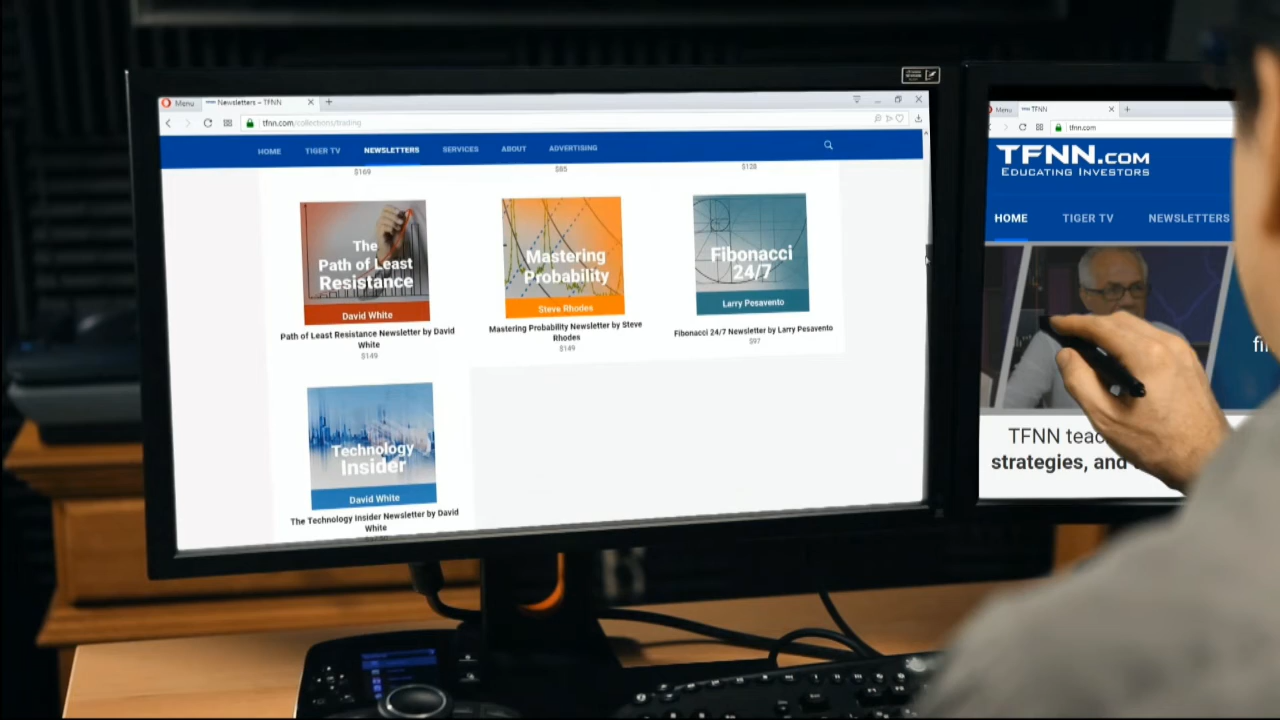 Menu
Newsletters – TFNN
tfnn.com/collections/trading
HOME
TIGER TV
NEWSLETTERS
SERVICES
ABOUT
ADVERTISING
$169
$85
$128
The
Path of Least
Resistance
David White
Path of Least Resistance Newsletter by David
White
$149
Mastering
Probability
Steve Rhodes
Mastering Probability Newsletter by Steve
Rhodes
$149
Fibonacci
24/7
Larry Pesavento
Fibonacci 24/7 Newsletter by Larry Pesavento
$97
Technology
Insider
David White
The Technology Insider Newsletter by David
White
Menu
TFNN
tfnn.com
TFNN.COM
EDUCATING INVESTORS
HOME
TIGER TV
NEWSLETTERS
TFNN
strategies, and